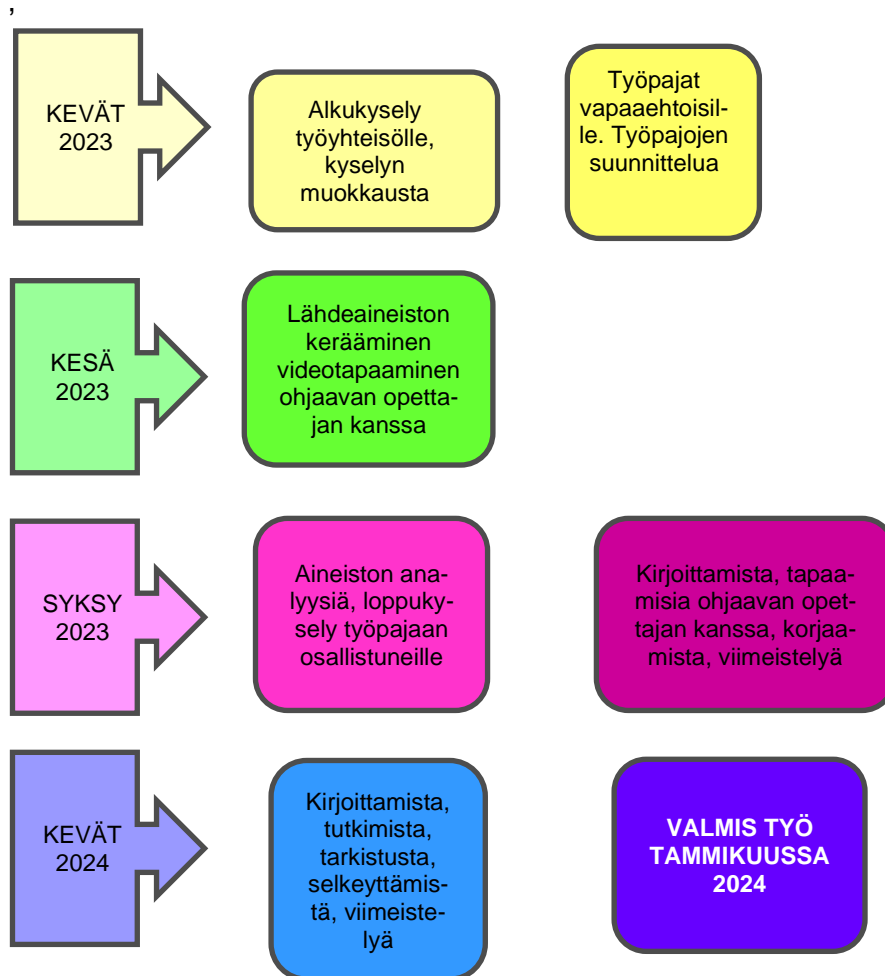 ,
KEVÄT
2023
Alkukysely
työyhteisölle,
kyselyn
muokkausta
Työpajat
vapaaehtoisil-
le. Työpajojen
suunnittelua
KESÄ
2023
Lähdeaineiston
kerääminen
videotapaaminen
ohjaavan opetta-
jan kanssa
SYKSY
2023
Aineiston ana-
lyysiä, loppuky-
sely työpajaan
osallistuneille
Kirjoittamista, tapaa-
misia ohjaavan opet-
tajan kanssa, korjaa-
mista, viimeistelyä
KEVÄT
2024
Kirjoittamista,
tutkimista,
tarkistusta,
selkeyttämis-
tä, viimeiste-
lyä
VALMIS TYÖ
TAMMIKUUSSA
2024